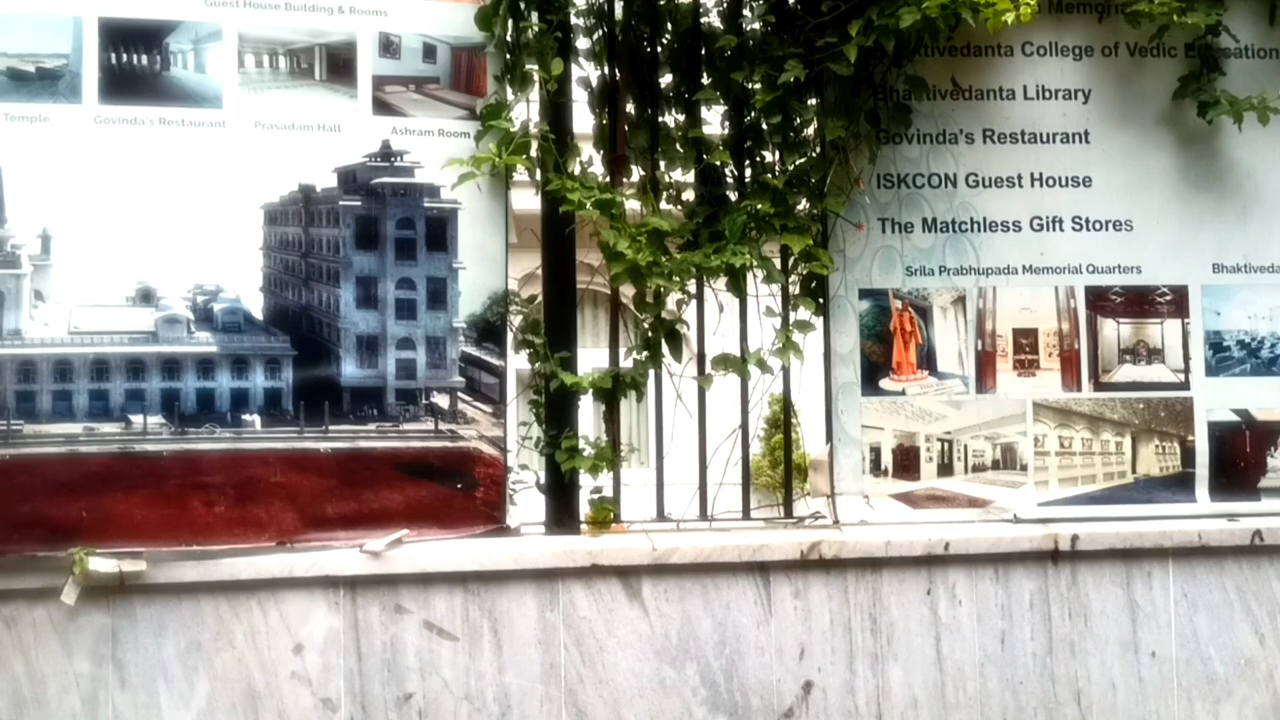 Guest House Building & Rooms
Temple
Govinda's Restaurant
Prasadam Hall
Ashram Room
Bhaktivedanta College of Vedic Education
Bhaktivedanta Library
Govinda's Restaurant
* ISKCON Guest House
* The Matchless Gift Stores
Srila Prabhupada Memorial Quarters